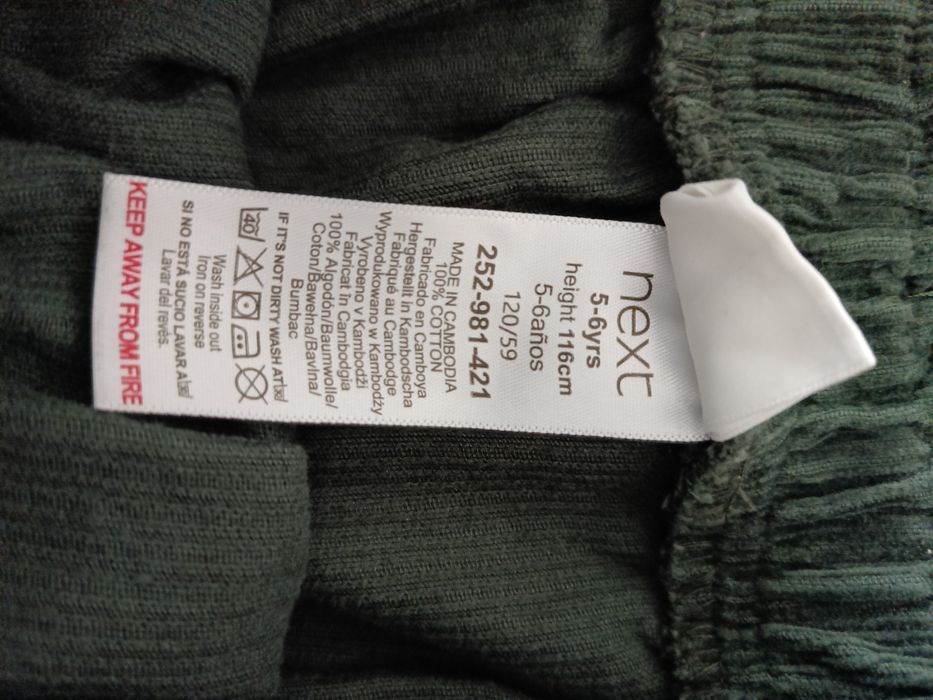 next
5-6yrs
height 116cm
5-6años
120/59
252-981-421
MADE IN CAMBODIA
100% COTTON
Fabricado en Camboya
Hergestellt in Kambodscha
Fabriqué au Cambodge
Wyprodukowano w Kambodży
Vyrobeno v Kambodži
Fabricat în Cambodgia
100% Algodón/Baumwolle/
Coton/Bawełna/Bavlna/
Bumbac
IF IT'S NOT DIRTY WASH AT
40
Wash inside out
Iron on reverse
SI NO ESTÁ SUCIO LAVAR A
Lavar del revés.
KEEP AWAY FROM FIRE